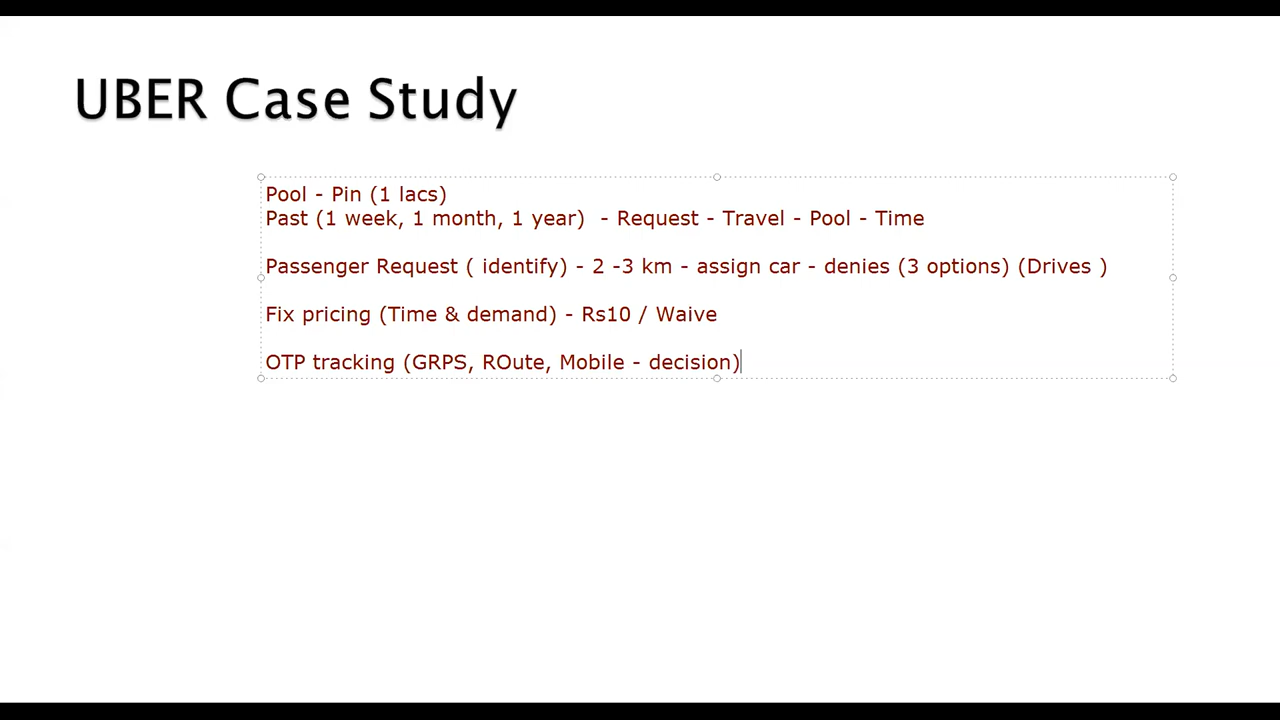 UBER Case Study
Pool - Pin (1 lacs)
Past (1 week, 1 month, 1 year)  - Request - Travel - Pool - Time
Passenger Request ( identify) - 2 -3 km - assign car - denies (3 options) (Drives )
Fix pricing (Time & demand) - Rs10 / Waive
OTP tracking (GRPS, ROute, Mobile - decision)